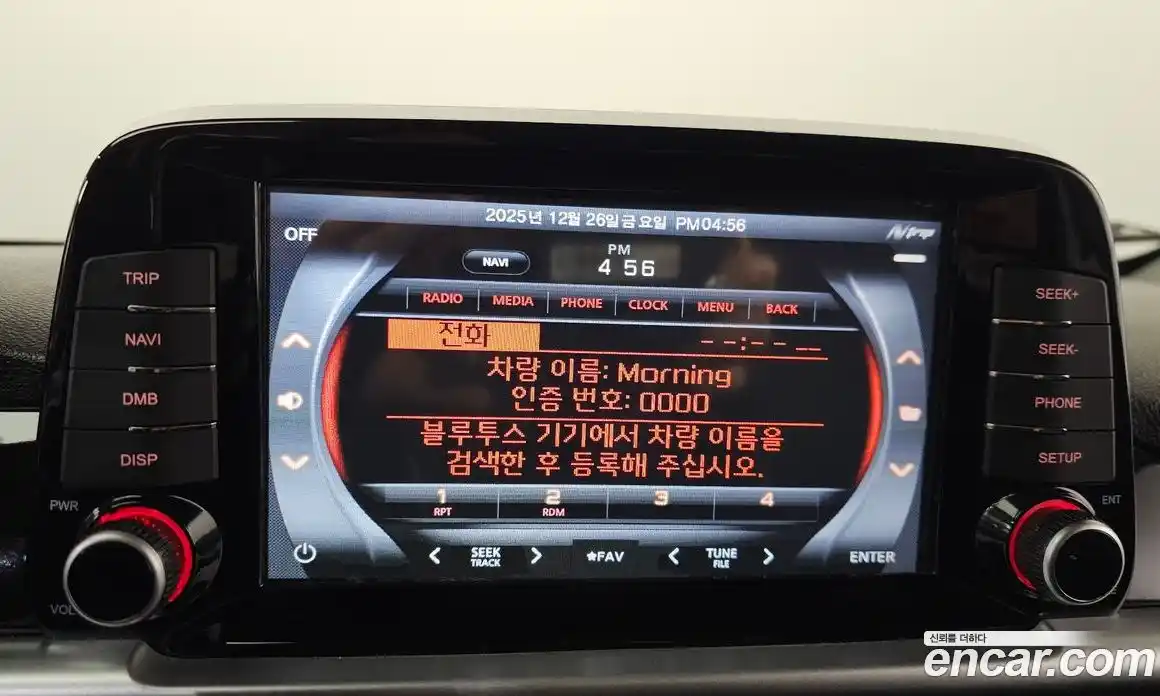 2025년 12월 26일금요일 PM04:56
OFF
NAVI
PM
4 56
RADIO MEDIA PHONE CLOCK MENU BACK
전화
--:-- --
차량 이름: Morning
인증 번호: 0000
블루투스 기기에서 차량 이름을
검색한 후 등록해 주십시오.
1 2 3 4
RPT RDM
< SEEK TRACK > ★FAV < TUNE FILE > ENTER
TRIP
NAVI
DMB
DISP
PWR
VOL
SEEK+
SEEK-
PHONE
SETUP
ENT
신뢰를 더하다
encar.com